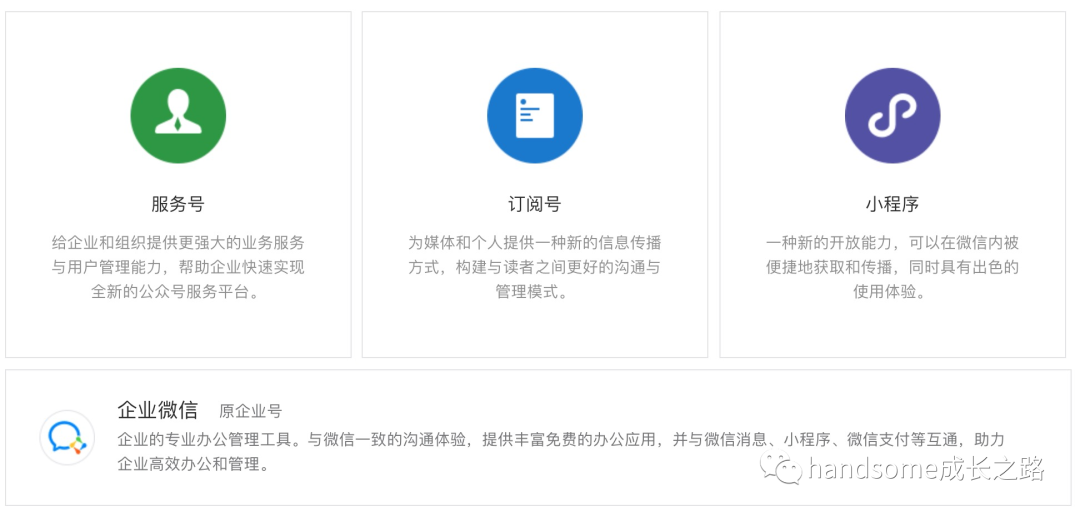 服务号
给企业和组织提供更强大的业务服务
与用户管理能力，帮助企业快速实现
全新的公众号服务平台。
订阅号
为媒体和个人提供一种新的信息传播
方式，构建与读者之间更好的沟通与
管理模式。
小程序
一种新的开放能力，可以在微信内被
便捷地获取和传播，同时具有出色的
使用体验。
企业微信 原企业号
企业的专业办公管理工具。与微信一致的沟通体验，提供丰富免费的办公应用，并与微信消息、小程序、微信支付等互通，助力
企业高效办公和管理。
handsome成长之路